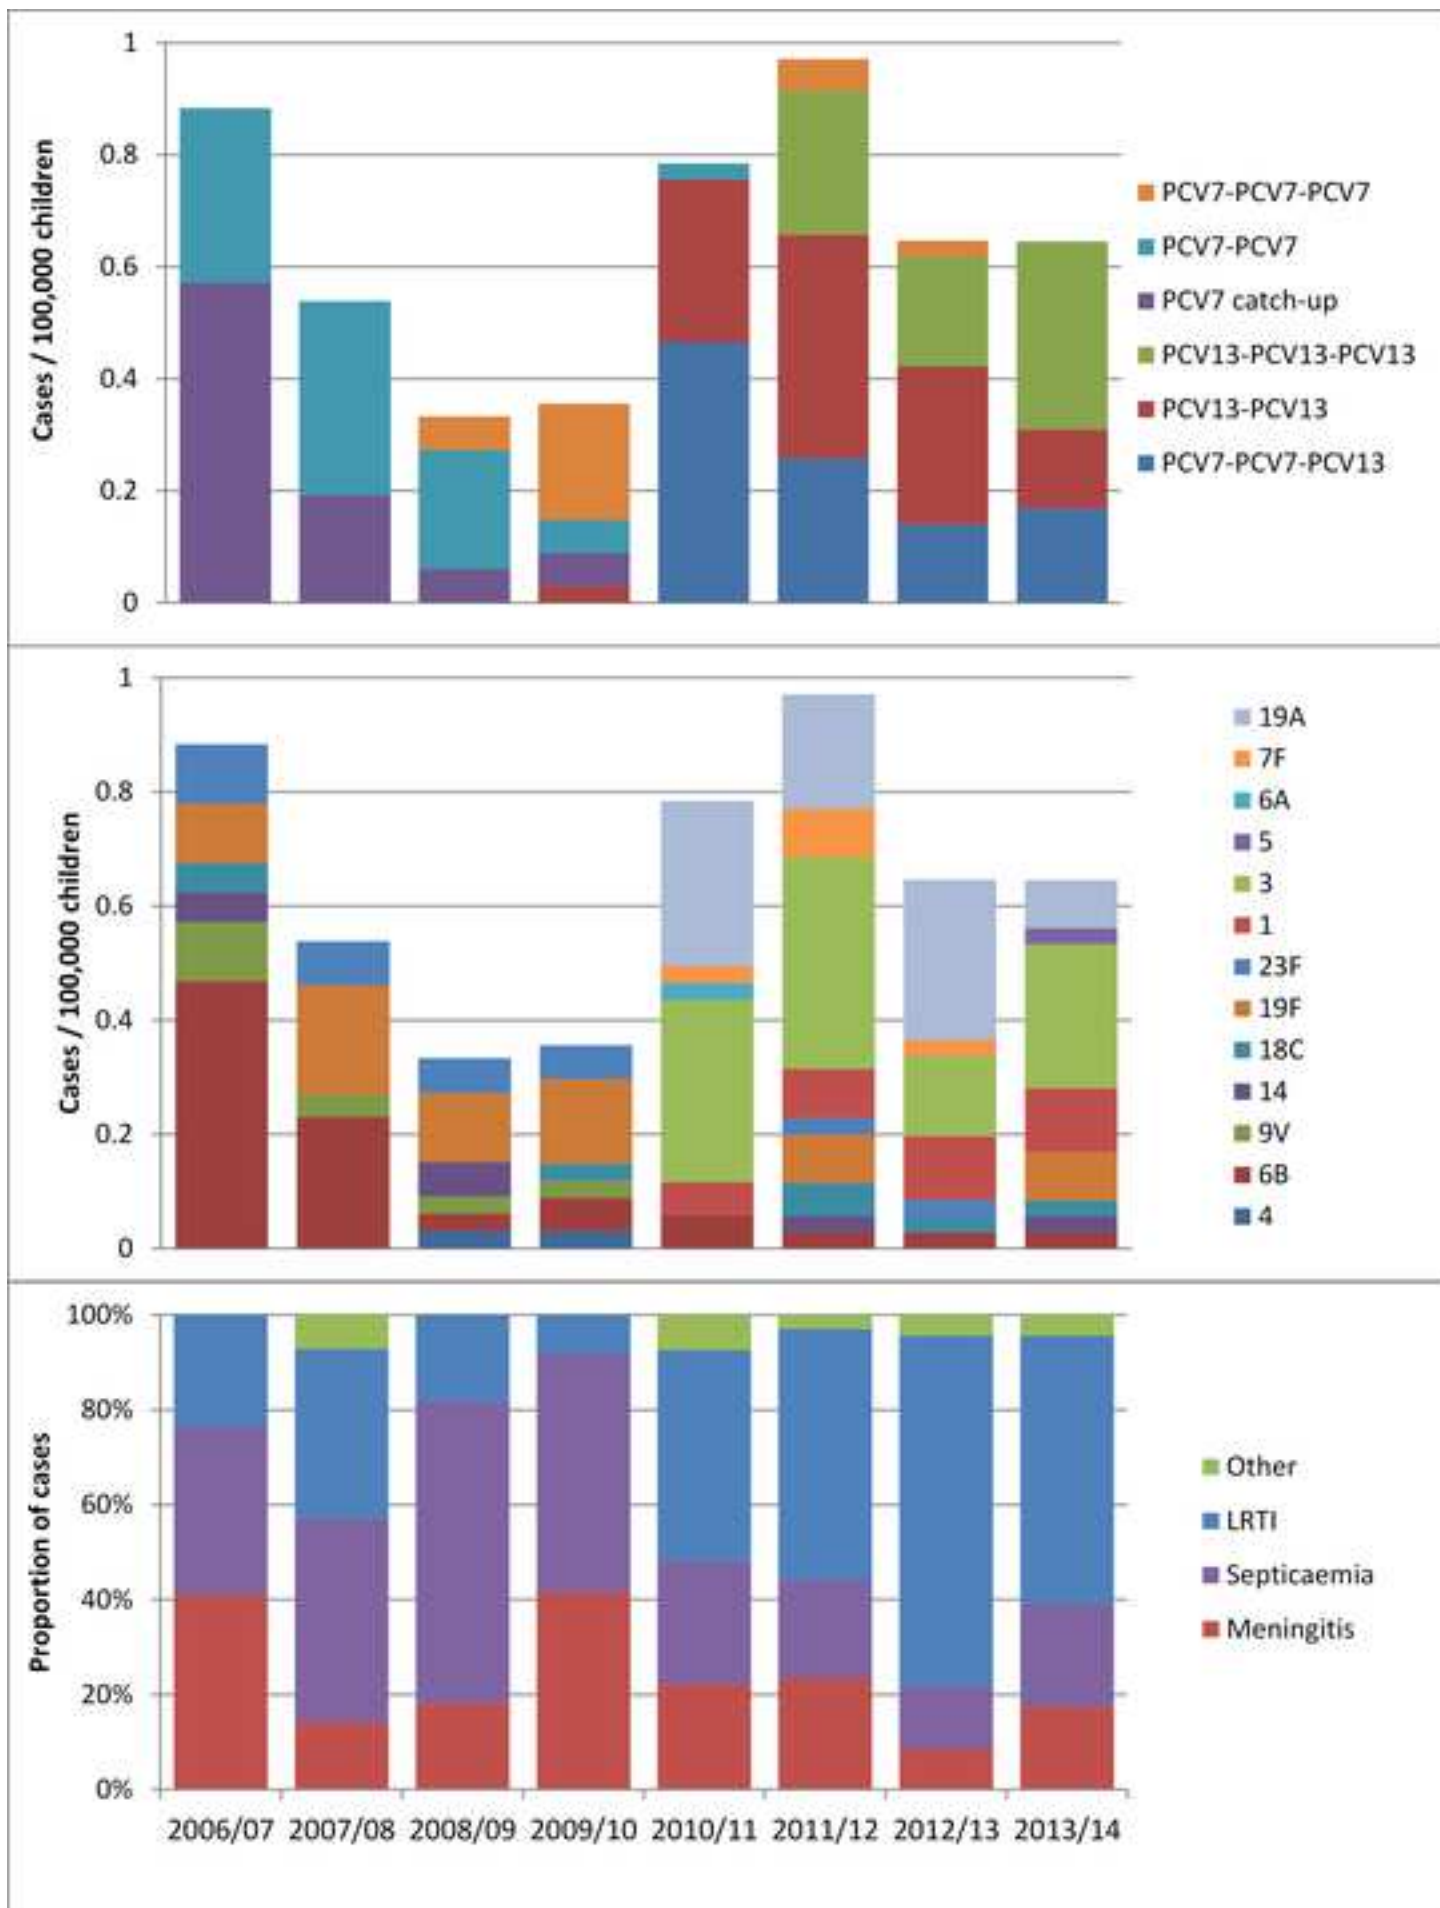 Cases / 100,000 children
1
0.8
0.6
0.4
0.2
0
PCV7-PCV7-PCV7
PCV7-PCV7
PCV7 catch-up
PCV13-PCV13-PCV13
PCV13-PCV13
PCV7-PCV7-PCV13
Cases / 100,000 children
1
0.8
0.6
0.4
0.2
0
19A
7F
6A
5
3
1
23F
19F
18C
14
9V
6B
4
Proportion of cases
100%
80%
60%
40%
20%
0%
Other
LRTI
Septicaemia
Meningitis
2006/07 2007/08 2008/09 2009/10 2010/11 2011/12 2012/13 2013/14